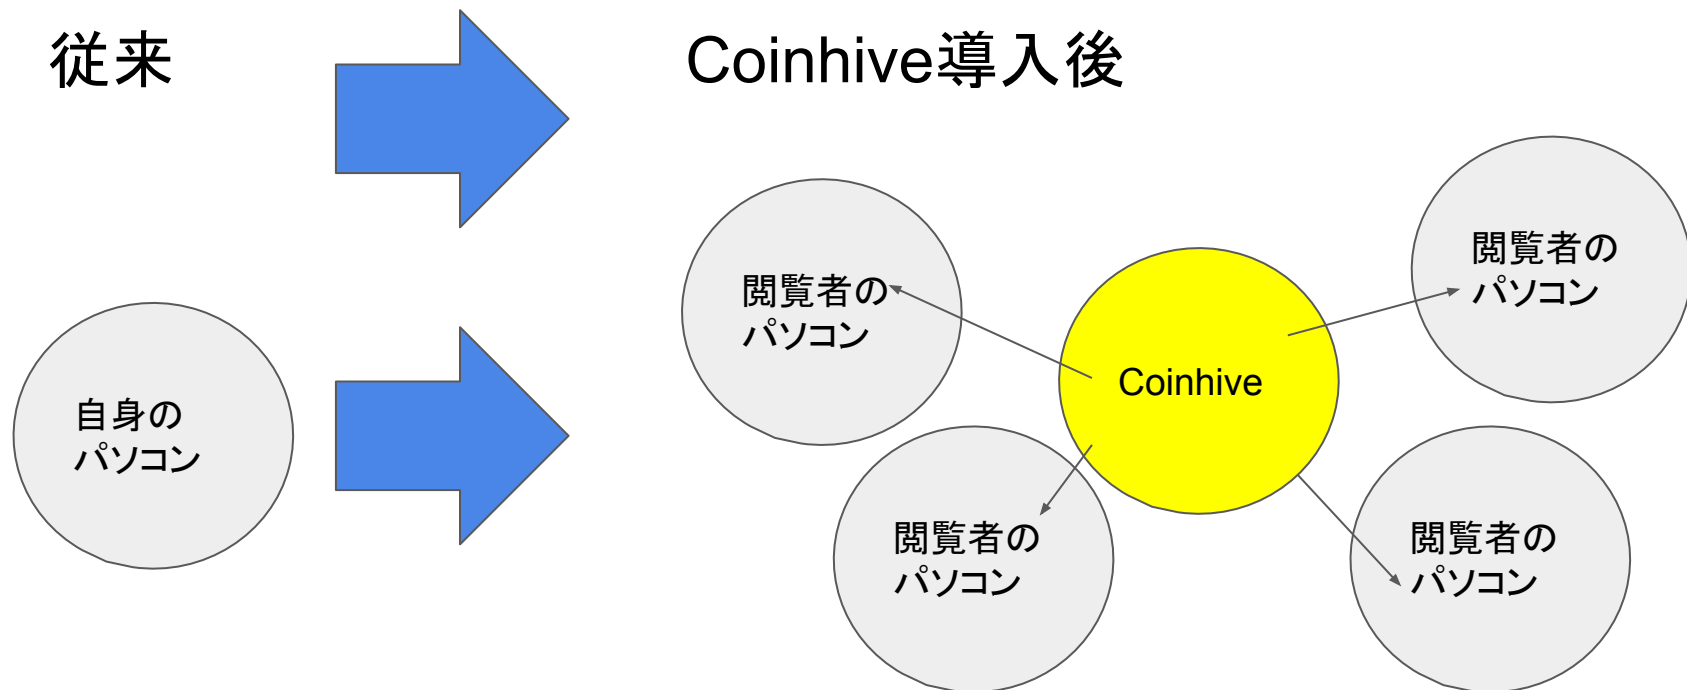 従来
Coinhive導入後
自身の
パソコン
閲覧者の
パソコン
Coinhive
閲覧者の
パソコン
閲覧者の
パソコン
閲覧者の
パソコン